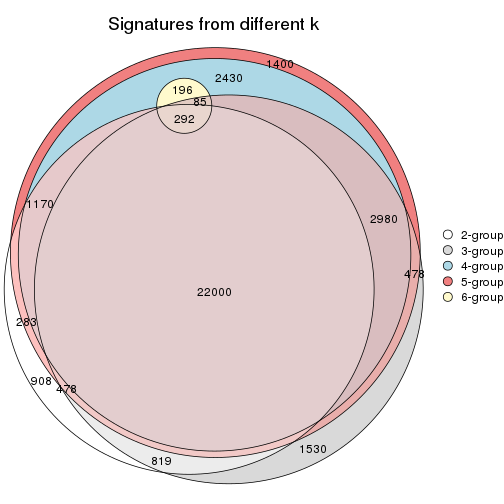 Signatures from different k
1400
2430
196
85
292
1170
2980
478
22000
283
908
478
819
1530
2-group
3-group
4-group
5-group
6-group